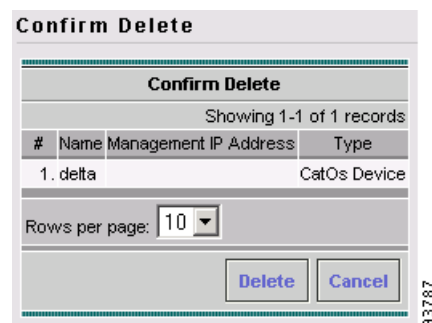 Confirm Delete
Confirm Delete
Showing 1-1 of 1 records
# Name Management IP Address Type
1. delta CatOs Device
Rows per page: 10
Delete Cancel
93787